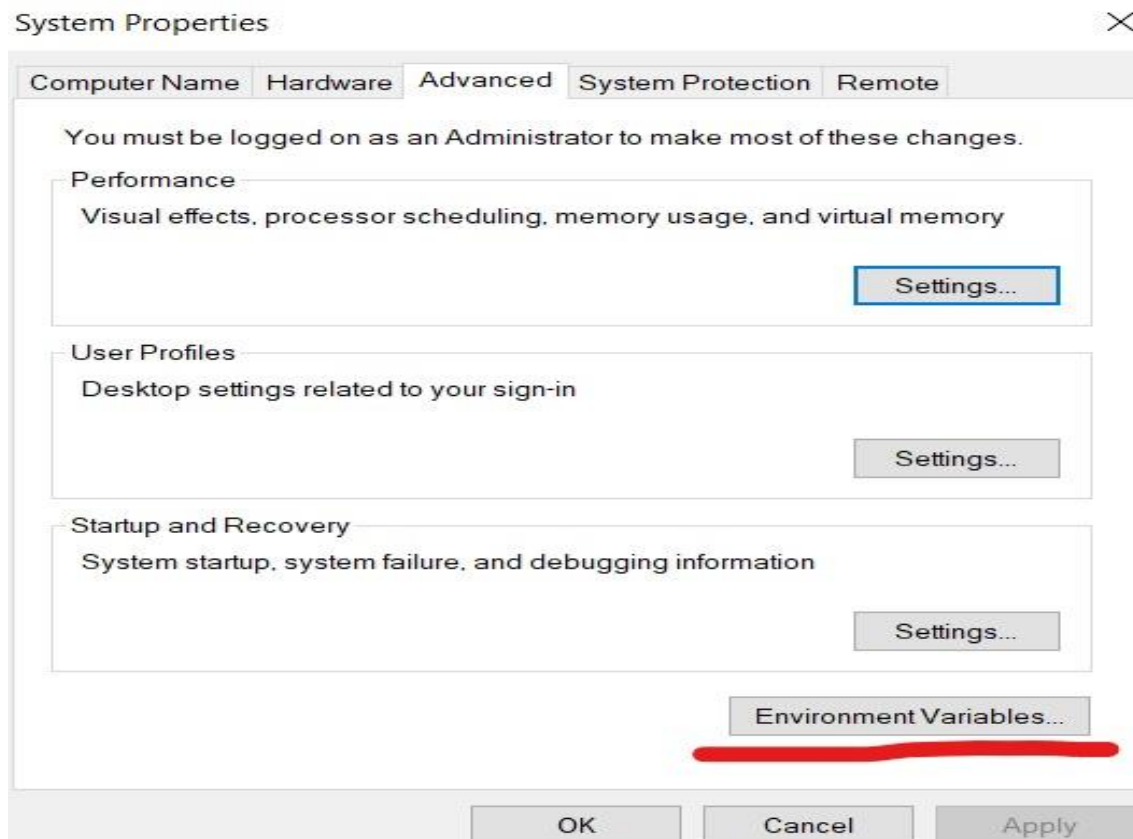 System Properties
Computer Name Hardware Advanced System Protection Remote
You must be logged on as an Administrator to make most of these changes.
Performance
Visual effects, processor scheduling, memory usage, and virtual memory
Settings...
User Profiles
Desktop settings related to your sign-in
Settings...
Startup and Recovery
System startup, system failure, and debugging information
Settings...
Environment Variables...
OK Cancel Apply